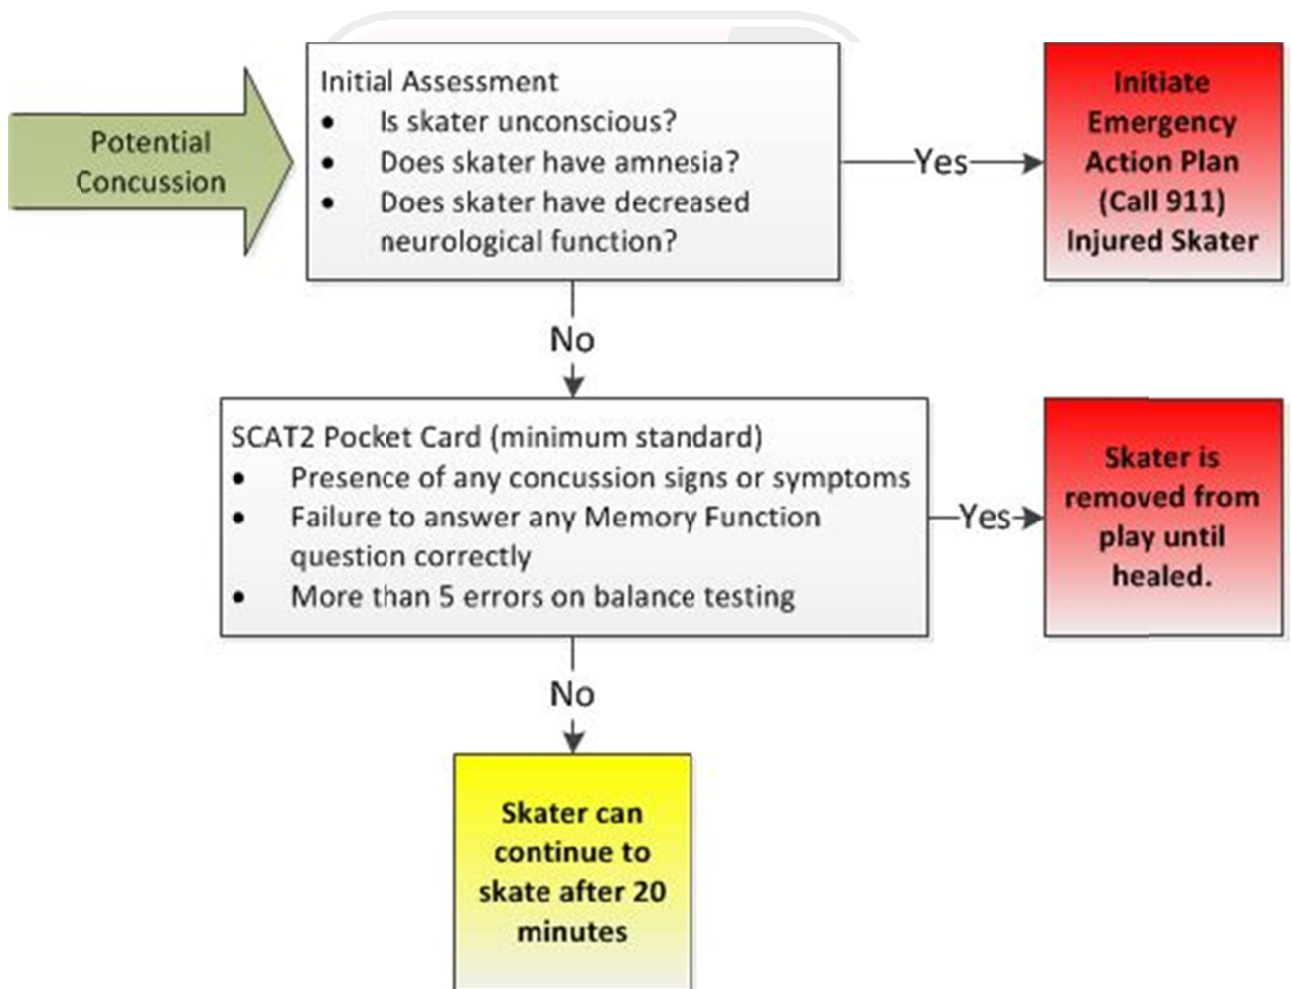 Potential
Concussion
Initial Assessment
• Is skater unconscious?
• Does skater have amnesia?
• Does skater have decreased
neurological function?
Yes
Initiate
Emergency
Action Plan
(Call 911)
Injured Skater
No
SCAT2 Pocket Card (minimum standard)
• Presence of any concussion signs or symptoms
• Failure to answer any Memory Function
question correctly
• More than 5 errors on balance testing
Yes
Skater is
removed from
play until
healed.
No
Skater can
continue to
skate after 20
minutes